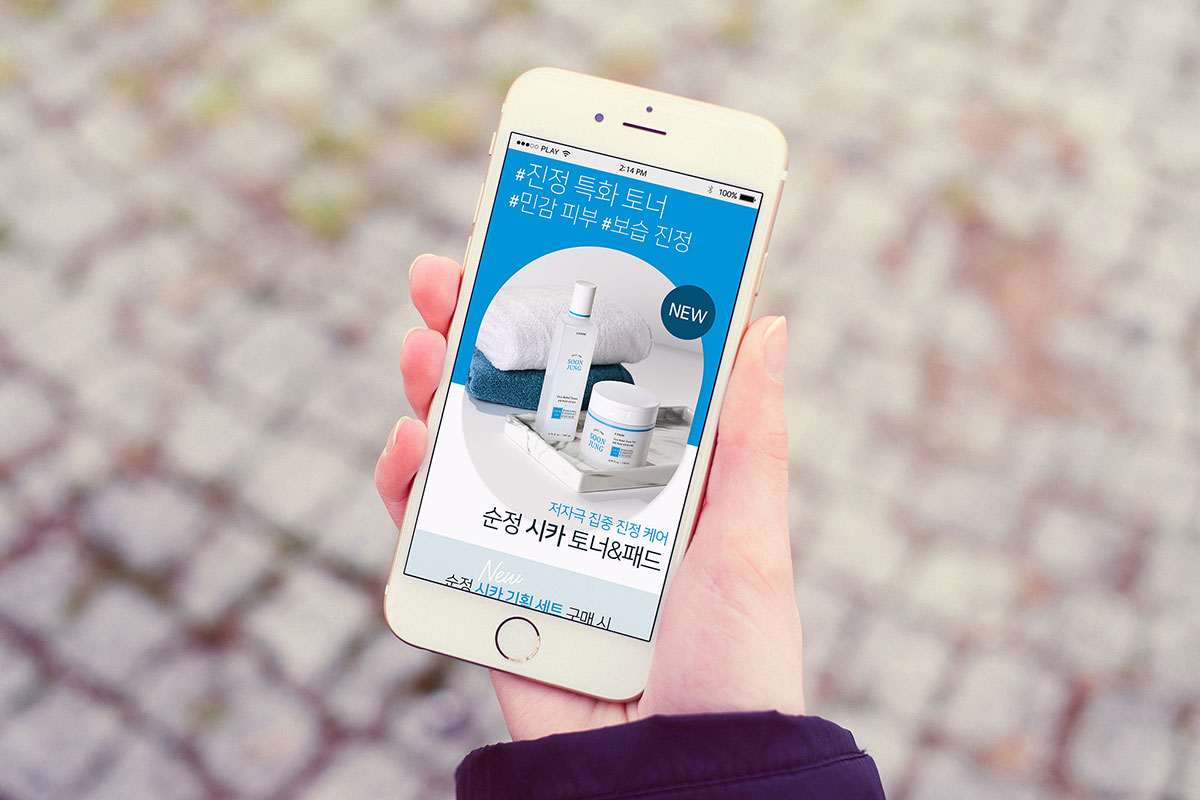 PLAY 2:14 PM 100%
#진정 특화 토너
#민감 피부 #보습 진정
NEW
SOON
JUNG
SOON
JUNG
저자극 집중 진정 케어
순정 시카 토너&패드
New
순정 시카 기획 세트 구매 시